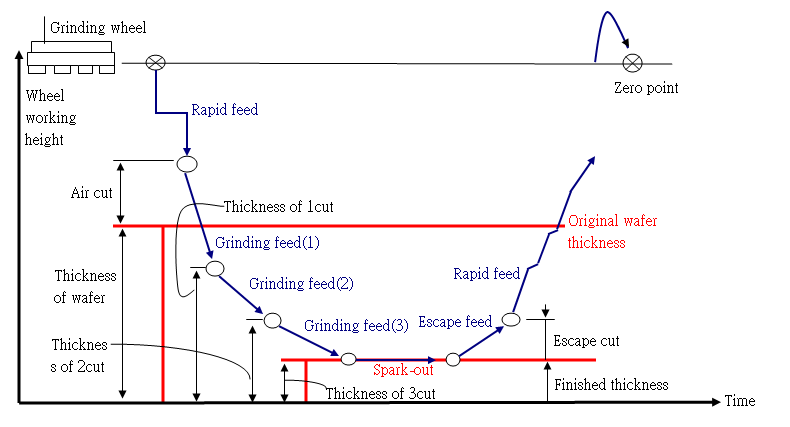 Grinding wheel
Zero point
Wheel
working
height
Rapid feed
Air cut
Thickness of 1cut
Original wafer
thickness
Grinding feed(1)
Thickness
of wafer
Grinding feed(2)
Rapid feed
Grinding feed(3)
Escape feed
Thicknes
s of 2cut
Escape cut
Spark-out
Finished thickness
Thickness of 3cut
Time